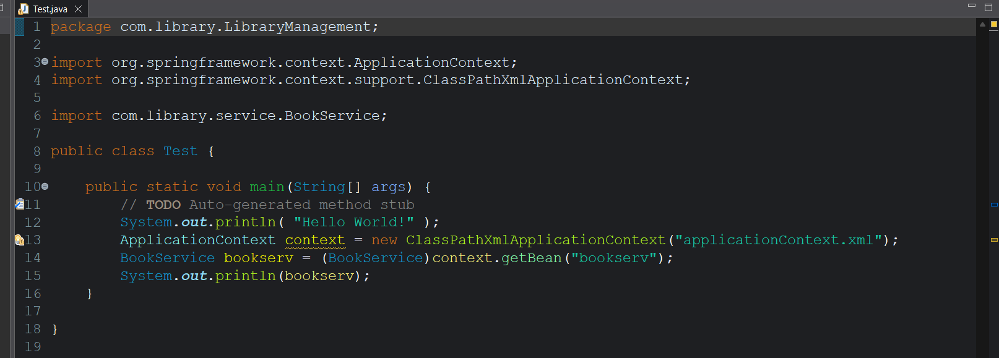 Test.java
1 package com.library.LibraryManagement;
2
3 import org.springframework.context.ApplicationContext;
4 import org.springframework.context.support.ClassPathXmlApplicationContext;
5
6 import com.library.service.BookService;
7
8 public class Test {
9
10     public static void main(String[] args) {
11         // TODO Auto-generated method stub
12         System.out.println( "Hello World!" );
13         ApplicationContext context = new ClassPathXmlApplicationContext("applicationContext.xml");
14         BookService bookserv = (BookService)context.getBean("bookserv");
15         System.out.println(bookserv);
16     }
17
18 }
19